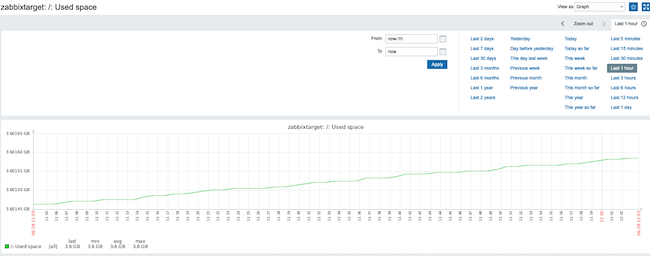 zabbixtarget: /: Used space
View as Graph
Zoom out Last 1 hour
From now-1h
To now
Apply
Last 2 days Yesterday Today Last 5 minutes
Last 7 days Day before yesterday Today so far Last 15 minutes
Last 30 days This day last week This week Last 30 minutes
Last 3 months Previous week This week so far Last 1 hour
Last 6 months Previous month This month Last 3 hours
Last 1 year Previous year This month so far Last 6 hours
Last 2 years This year Last 12 hours
This year so far Last 1 day
zabbixtarget: /: Used space
3.60165 GB
3.60160 GB
3.60155 GB
3.60150 GB
3.60145 GB
last min avg max
/: Used space [all] 3.6 GB 3.6 GB 3.6 GB 3.6 GB